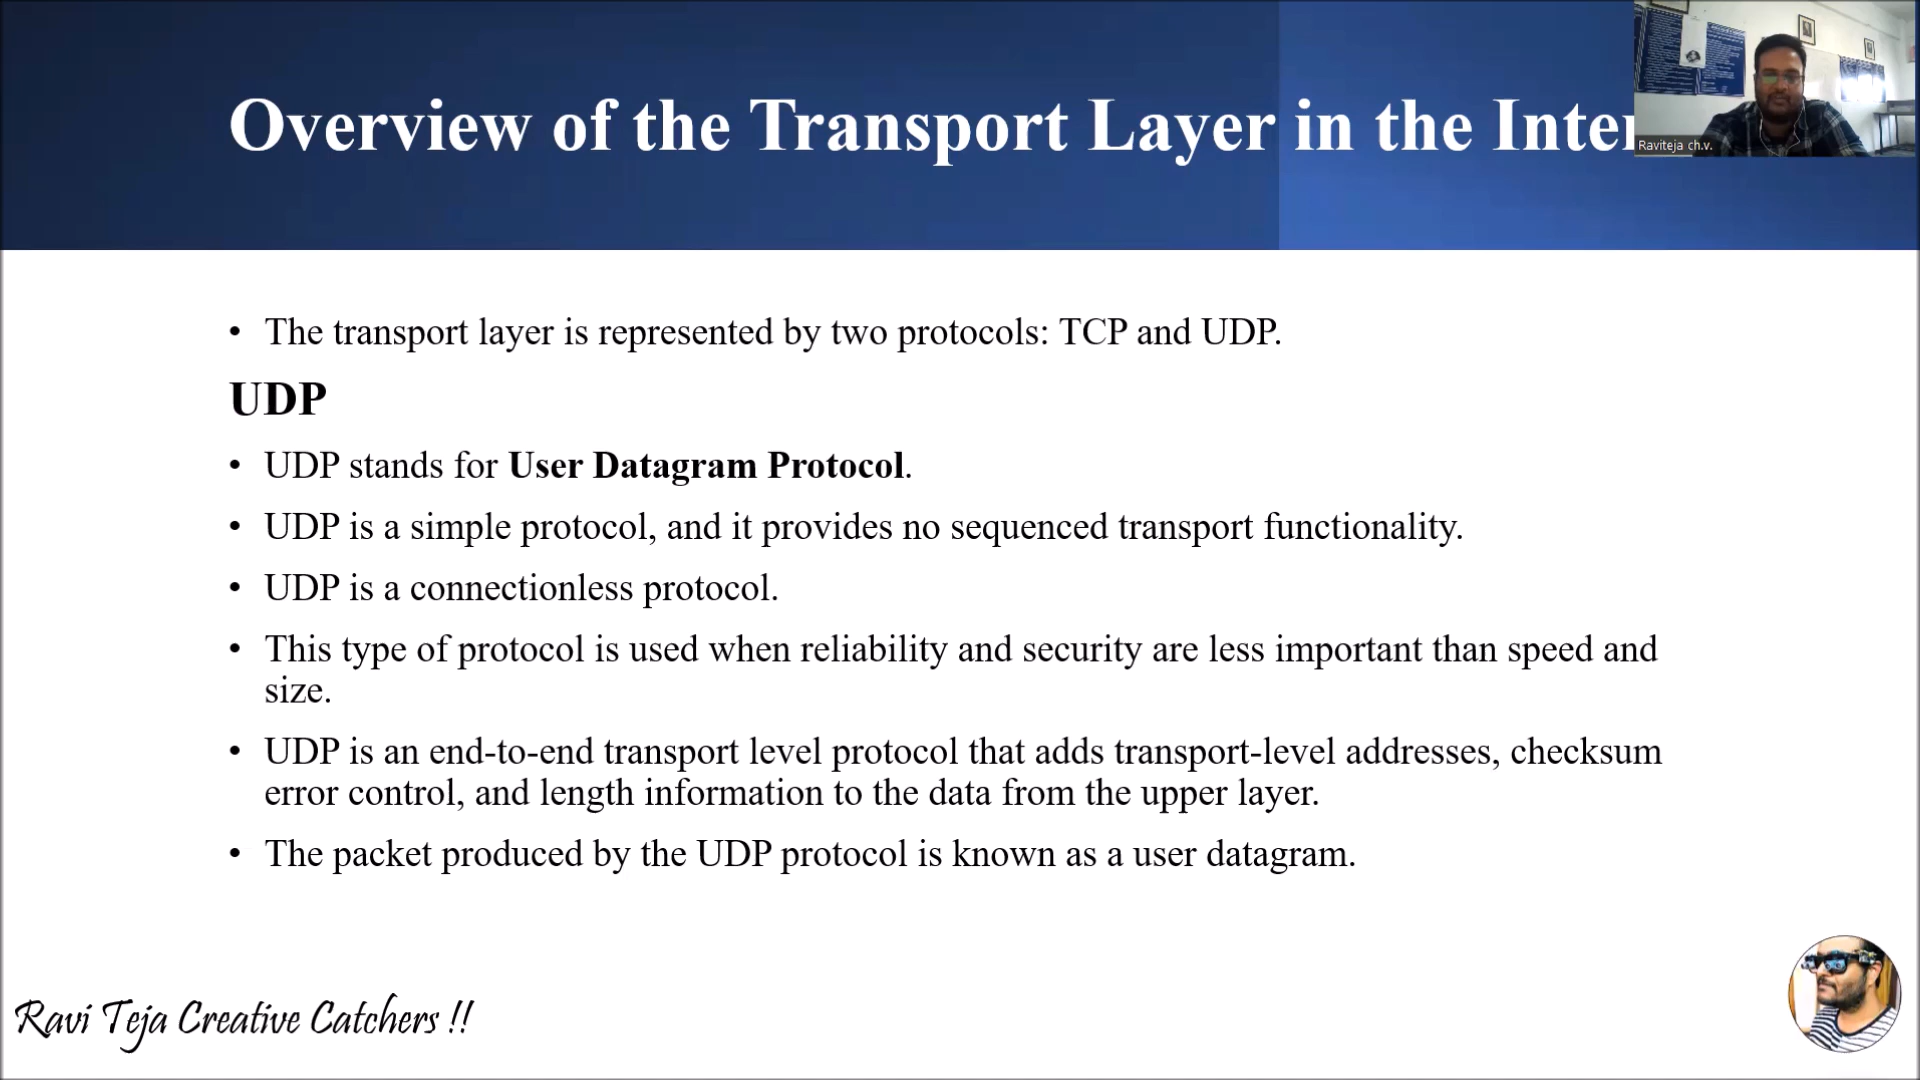 Overview of the Transport Layer in the Inter
Raviteja ch.v.
• The transport layer is represented by two protocols: TCP and UDP.
UDP
• UDP stands for User Datagram Protocol.
• UDP is a simple protocol, and it provides no sequenced transport functionality.
• UDP is a connectionless protocol.
• This type of protocol is used when reliability and security are less important than speed and
size.
• UDP is an end-to-end transport level protocol that adds transport-level addresses, checksum
error control, and length information to the data from the upper layer.
• The packet produced by the UDP protocol is known as a user datagram.
Ravi Teja Creative Catchers !!